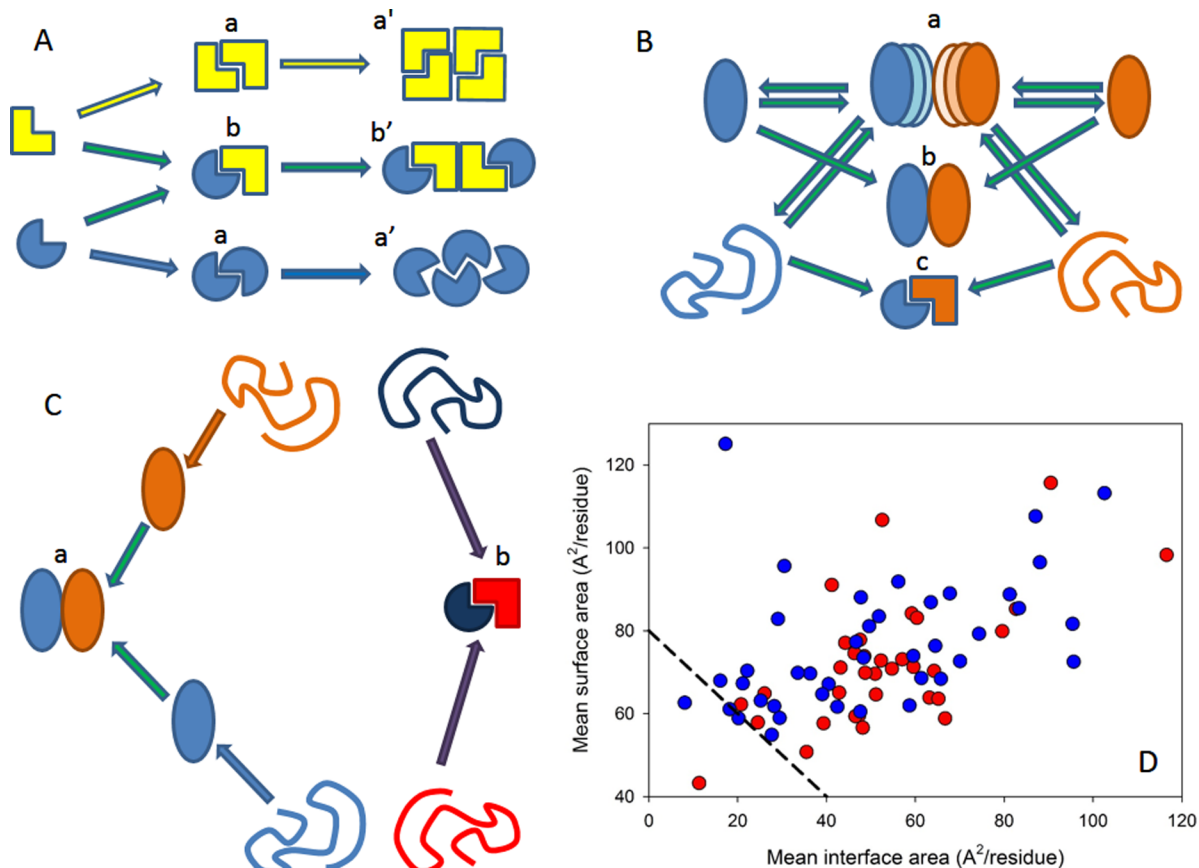 A
a
a'
b
b’
a
a’
B
a
b
c
C
a
b
120
100
80
60
40
Mean surface area (A2/residue)
D
0 20 40 60 80 100 120
Mean interface area (A2/residue)